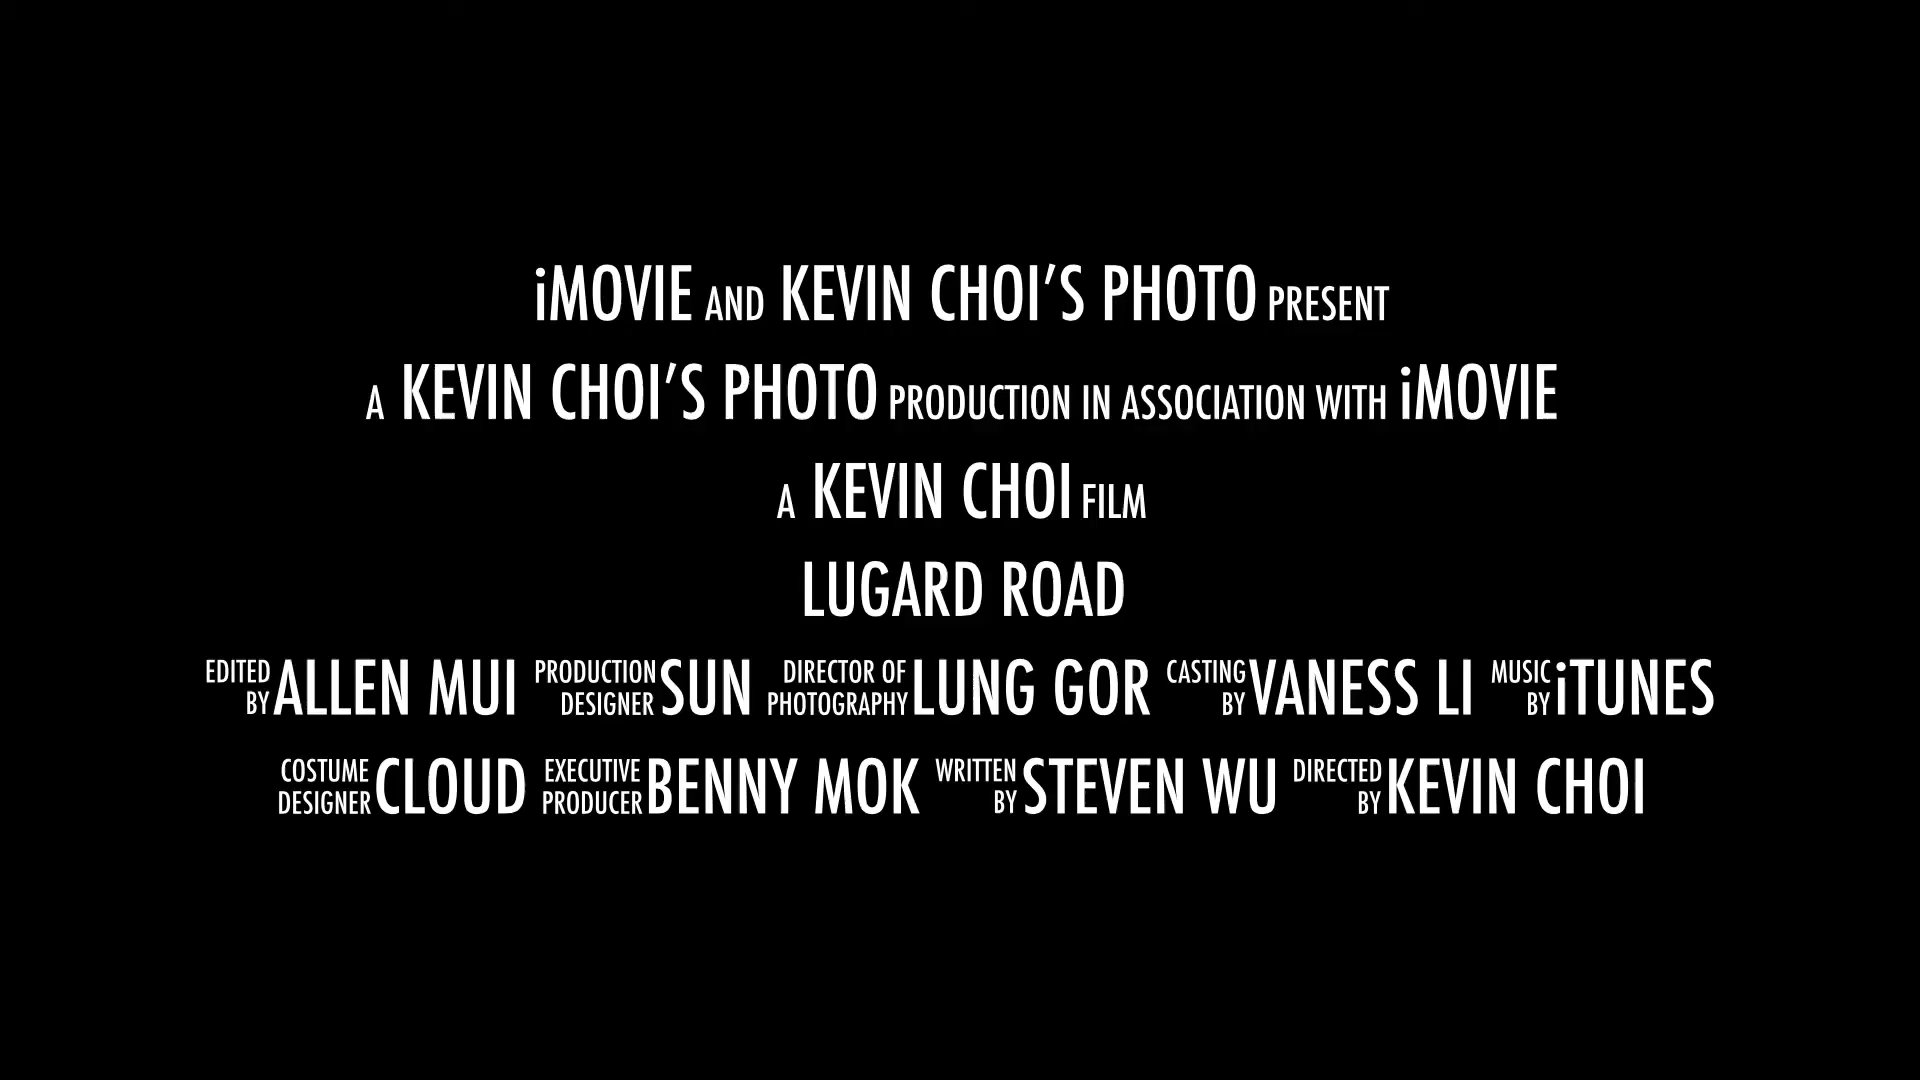 iMOVIE AND KEVIN CHOI’S PHOTO PRESENT
A KEVIN CHOI’S PHOTO PRODUCTION IN ASSOCIATION WITH iMOVIE
A KEVIN CHOI FILM
LUGARD ROAD
EDITED BY ALLEN MUI PRODUCTION DESIGNER SUN DIRECTOR OF PHOTOGRAPHY LUNG GOR CASTING BY VANESS LI MUSIC BY iTUNES
COSTUME DESIGNER CLOUD EXECUTIVE PRODUCER BENNY MOK WRITTEN BY STEVEN WU DIRECTED BY KEVIN CHOI